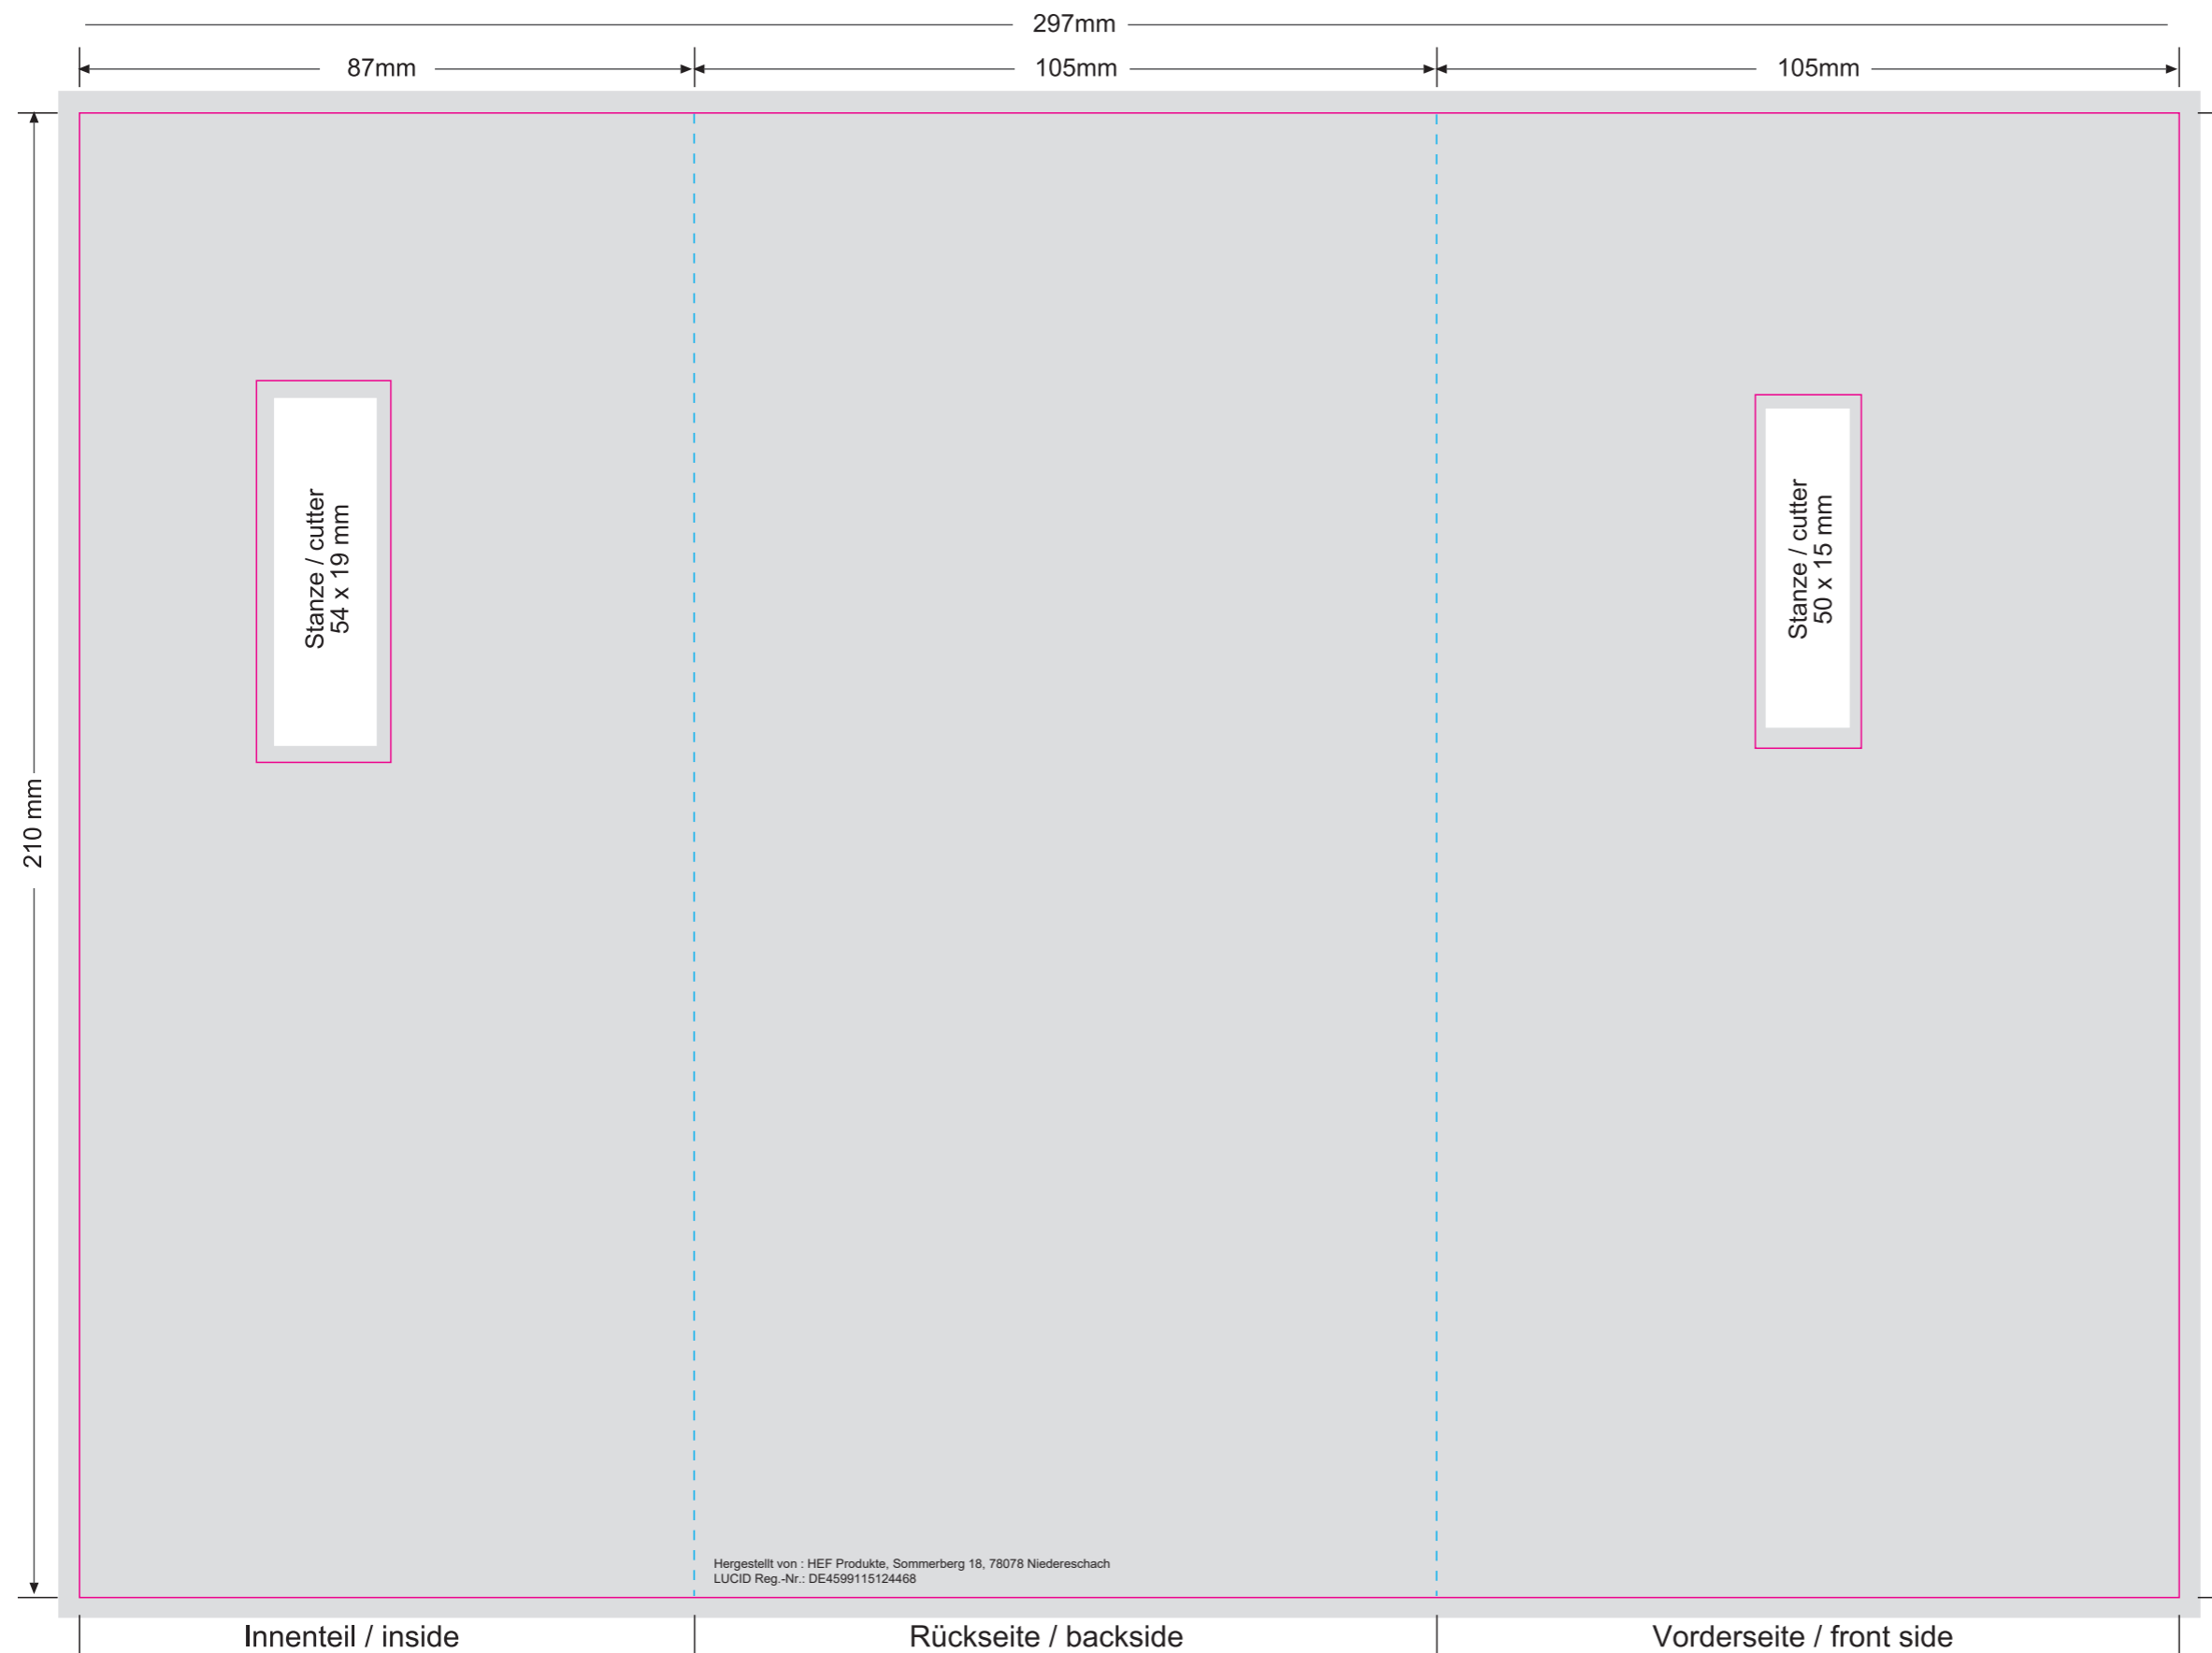 297mm
87mm
105mm
105mm
210 mm
Stanze / cutter
54 x 19 mm
Stanze / cutter
50 x 15 mm
Hergestellt von : HEF Produkte, Sommerberg 18, 78078 Niedereschach
LUCID Reg.-Nr.: DE4599115124468
Innenteil / inside
Rückseite / backside
Vorderseite / front side